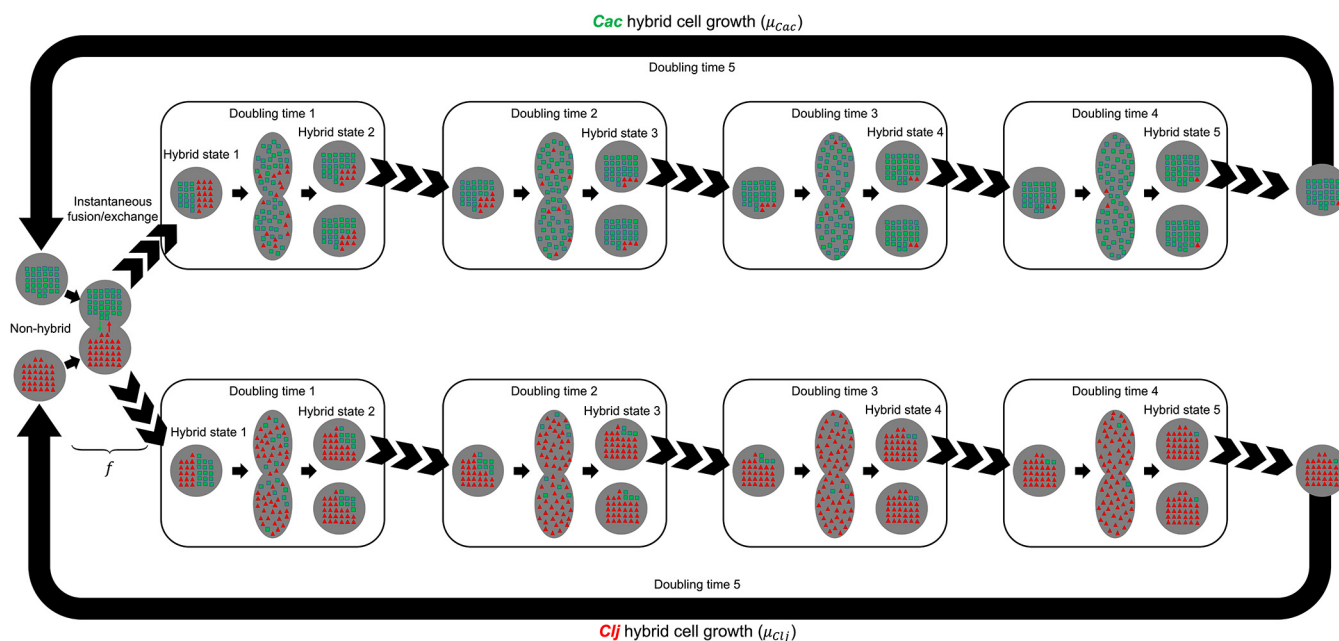 Cac hybrid cell growth (μCac)
Doubling time 5
Doubling time 1
Doubling time 2
Doubling time 3
Doubling time 4
Hybrid state 1
Hybrid state 2
Hybrid state 3
Hybrid state 4
Hybrid state 5
Instantaneous
fusion/exchange
Non-hybrid
f
Doubling time 1
Doubling time 2
Doubling time 3
Doubling time 4
Hybrid state 1
Hybrid state 2
Hybrid state 3
Hybrid state 4
Hybrid state 5
Doubling time 5
Clj hybrid cell growth (μClj)